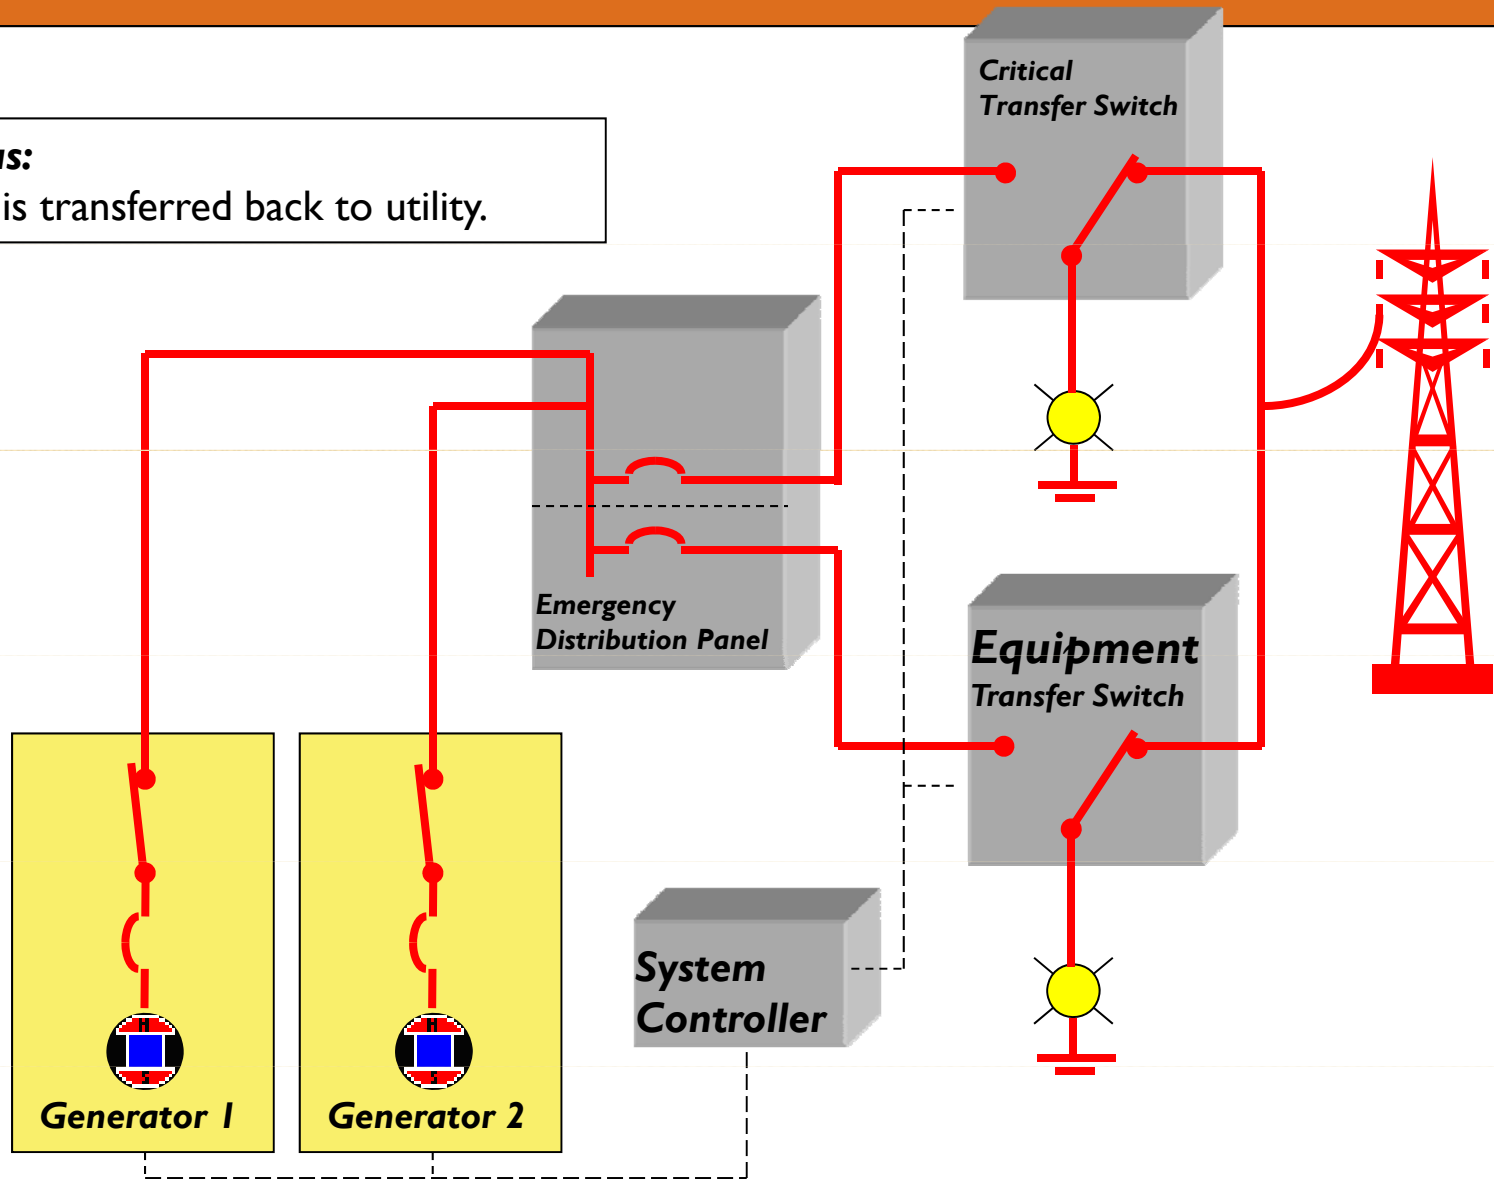 Critical
Transfer Switch
us:
is transferred back to utility.
Emergency
Distribution Panel
Equipment
Transfer Switch
System
Controller
N
S
Generator 1
N
S
Generator 2